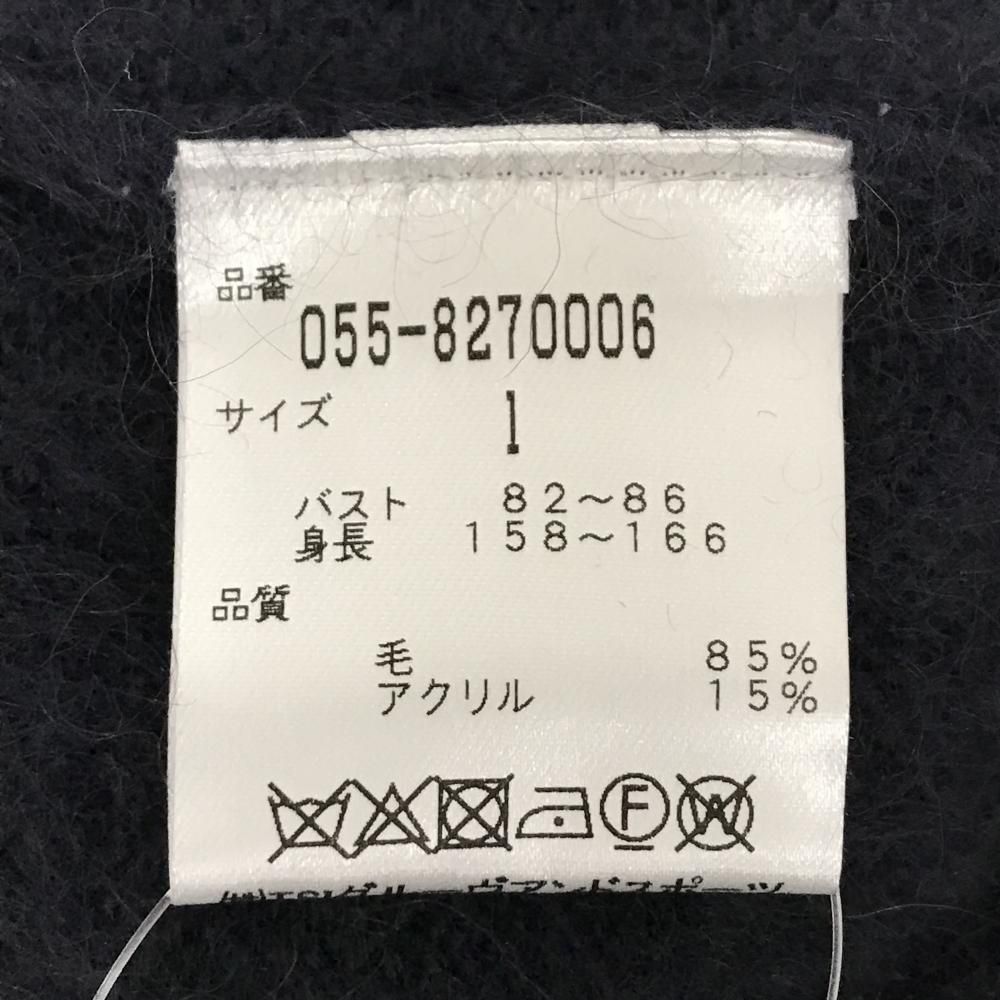 品番
055-8270006
サイズ 1
バスト 82～86
身長 158～166
品質
毛 85%
アクリル 15%
F W